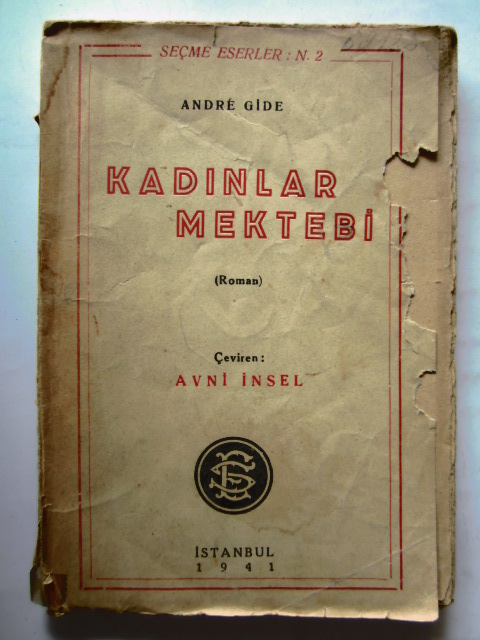 SEÇME ESERLER : N. 2
ANDRÉ GİDE
KADINLAR
MEKTEBİ
(Roman)
Çeviren :
AVNİ İNSEL
İSTANBUL
1941